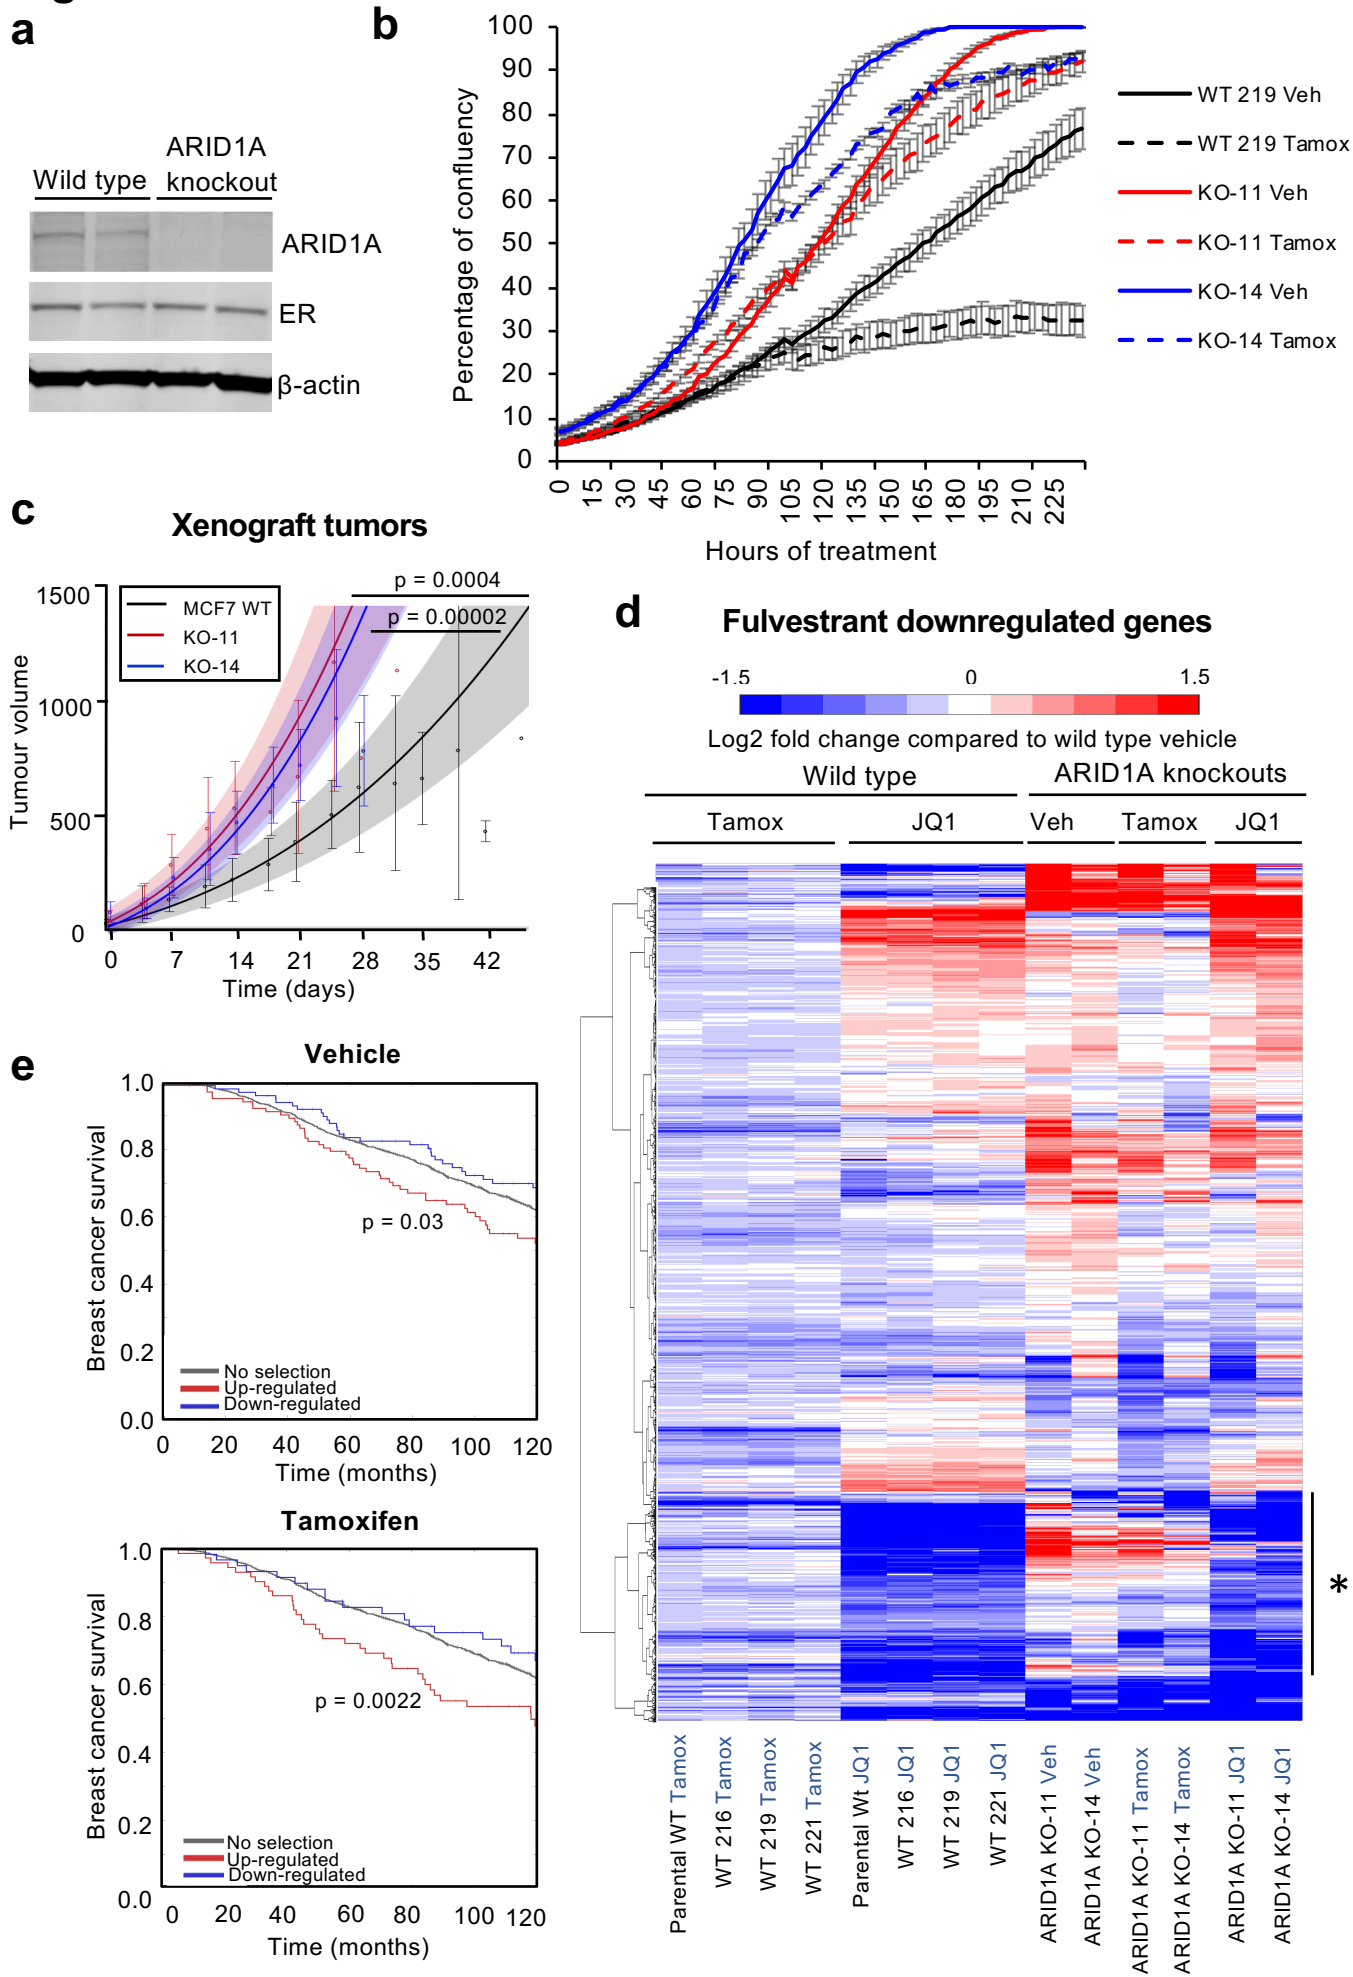 a
Wild type
ARID1A
knockout
ARID1A
ER
β-actin
b
Percentage of confluency
100
90
80
70
60
50
40
30
20
10
0
0 15 30 45 60 75 90 105 120 135 150 165 180 195 210 225
Hours of treatment
WT 219 Veh
WT 219 Tamox
KO-11 Veh
KO-11 Tamox
KO-14 Veh
KO-14 Tamox
c
Xenograft tumors
Tumour volume
1500
1000
500
0
MCF7 WT
KO-11
KO-14
p = 0.0004
p = 0.00002
0 7 14 21 28 35 42
Time (days)
d
Fulvestrant downregulated genes
-1.5 0 1.5
Log2 fold change compared to wild type vehicle
Wild type
ARID1A knockouts
Tamox JQ1 Veh Tamox JQ1
*
Parental WT Tamox
WT 216 Tamox
WT 219 Tamox
WT 221 Tamox
Parental Wt JQ1
WT 216 JQ1
WT 219 JQ1
WT 221 JQ1
ARID1A KO-11 Veh
ARID1A KO-14 Veh
ARID1A KO-11 Tamox
ARID1A KO-14 Tamox
ARID1A KO-11 JQ1
ARID1A KO-14 JQ1
e
Vehicle
Breast cancer survival
1.0
0.8
0.6
0.4
0.2
0.0
p = 0.03
No selection
Up-regulated
Down-regulated
0 20 40 60 80 100 120
Time (months)
Tamoxifen
Breast cancer survival
1.0
0.8
0.6
0.4
0.2
0.0
p = 0.0022
No selection
Up-regulated
Down-regulated
0 20 40 60 80 100 120
Time (months)